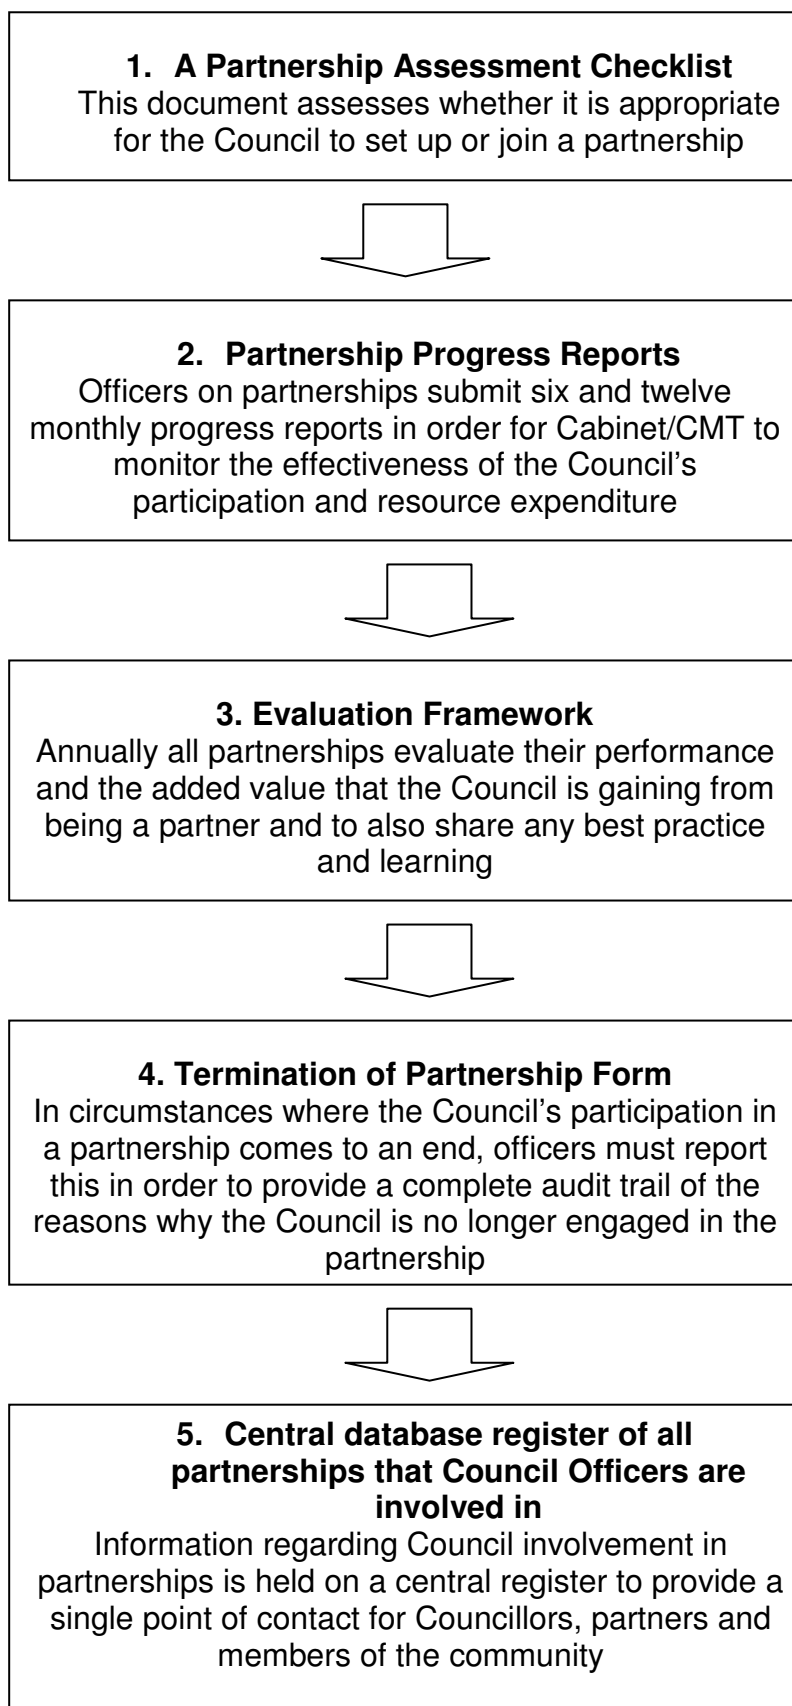 1. A Partnership Assessment Checklist
This document assesses whether it is appropriate
for the Council to set up or join a partnership
2. Partnership Progress Reports
Officers on partnerships submit six and twelve
monthly progress reports in order for Cabinet/CMT to
monitor the effectiveness of the Council’s
participation and resource expenditure
3. Evaluation Framework
Annually all partnerships evaluate their performance
and the added value that the Council is gaining from
being a partner and to also share any best practice
and learning
4. Termination of Partnership Form
In circumstances where the Council’s participation in
a partnership comes to an end, officers must report
this in order to provide a complete audit trail of the
reasons why the Council is no longer engaged in the
partnership
5. Central database register of all
partnerships that Council Officers are
involved in
Information regarding Council involvement in
partnerships is held on a central register to provide a
single point of contact for Councillors, partners and
members of the community